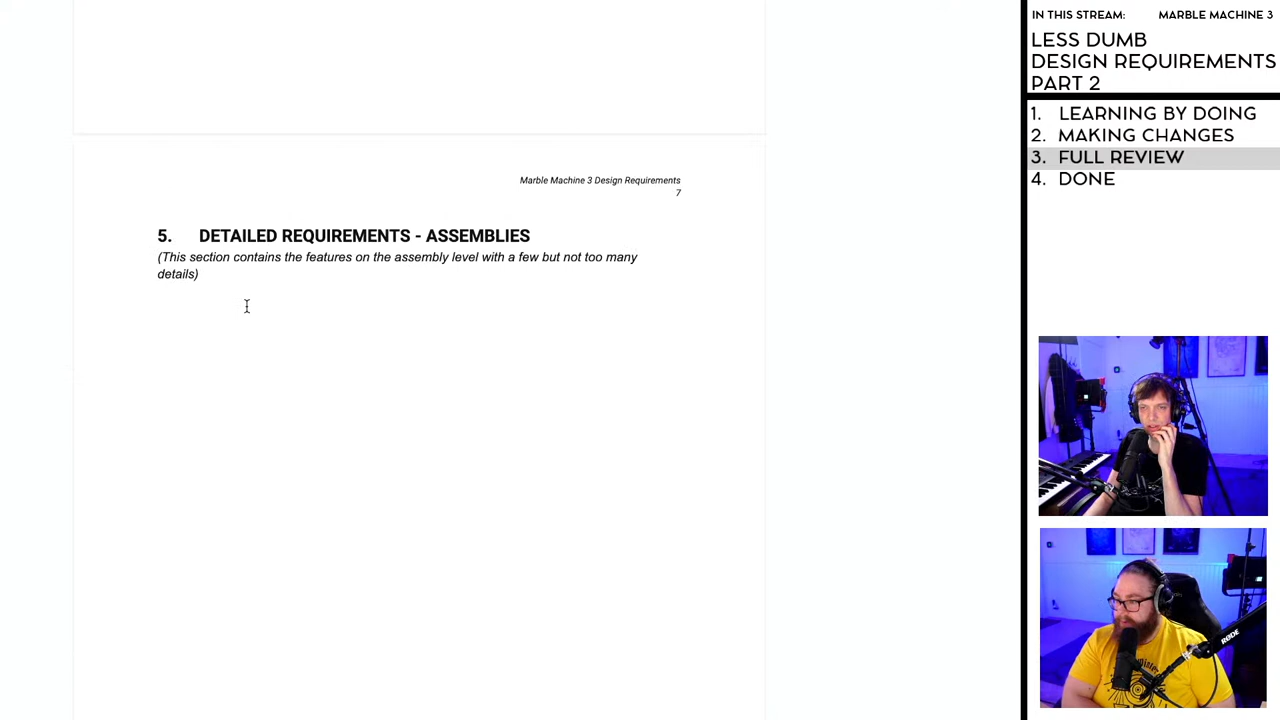 Marble Machine 3 Design Requirements
7
5. DETAILED REQUIREMENTS - ASSEMBLIES
(This section contains the features on the assembly level with a few but not too many
details)
IN THIS STREAM: MARBLE MACHINE 3
LESS DUMB
DESIGN REQUIREMENTS
PART 2
1. LEARNING BY DOING
2. MAKING CHANGES
3. FULL REVIEW
4. DONE
RØDE